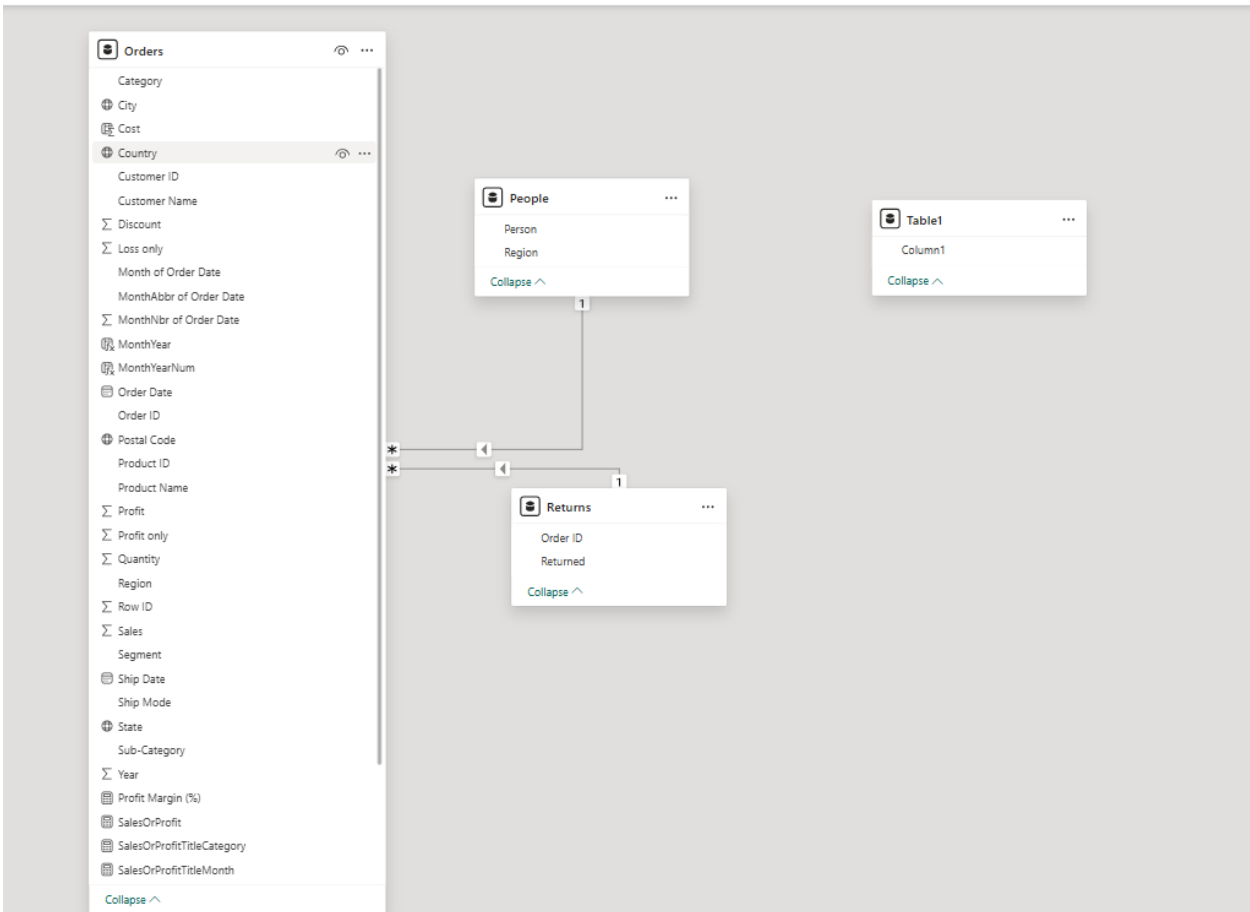 Orders
Category
City
Cost
Country
Customer ID
Customer Name
Discount
Loss only
Month of Order Date
MonthAbbr of Order Date
MonthNbr of Order Date
MonthYear
MonthYearNum
Order Date
Order ID
Postal Code
Product ID
Product Name
Profit
Profit only
Quantity
Region
Row ID
Sales
Segment
Ship Date
Ship Mode
State
Sub-Category
Year
Profit Margin (%)
SalesOrProfit
SalesOrProfitTitleCategory
SalesOrProfitTitleMonth
Collapse
People
Person
Region
Collapse
1
*
*
1
Returns
Order ID
Returned
Collapse
Table1
Column1
Collapse